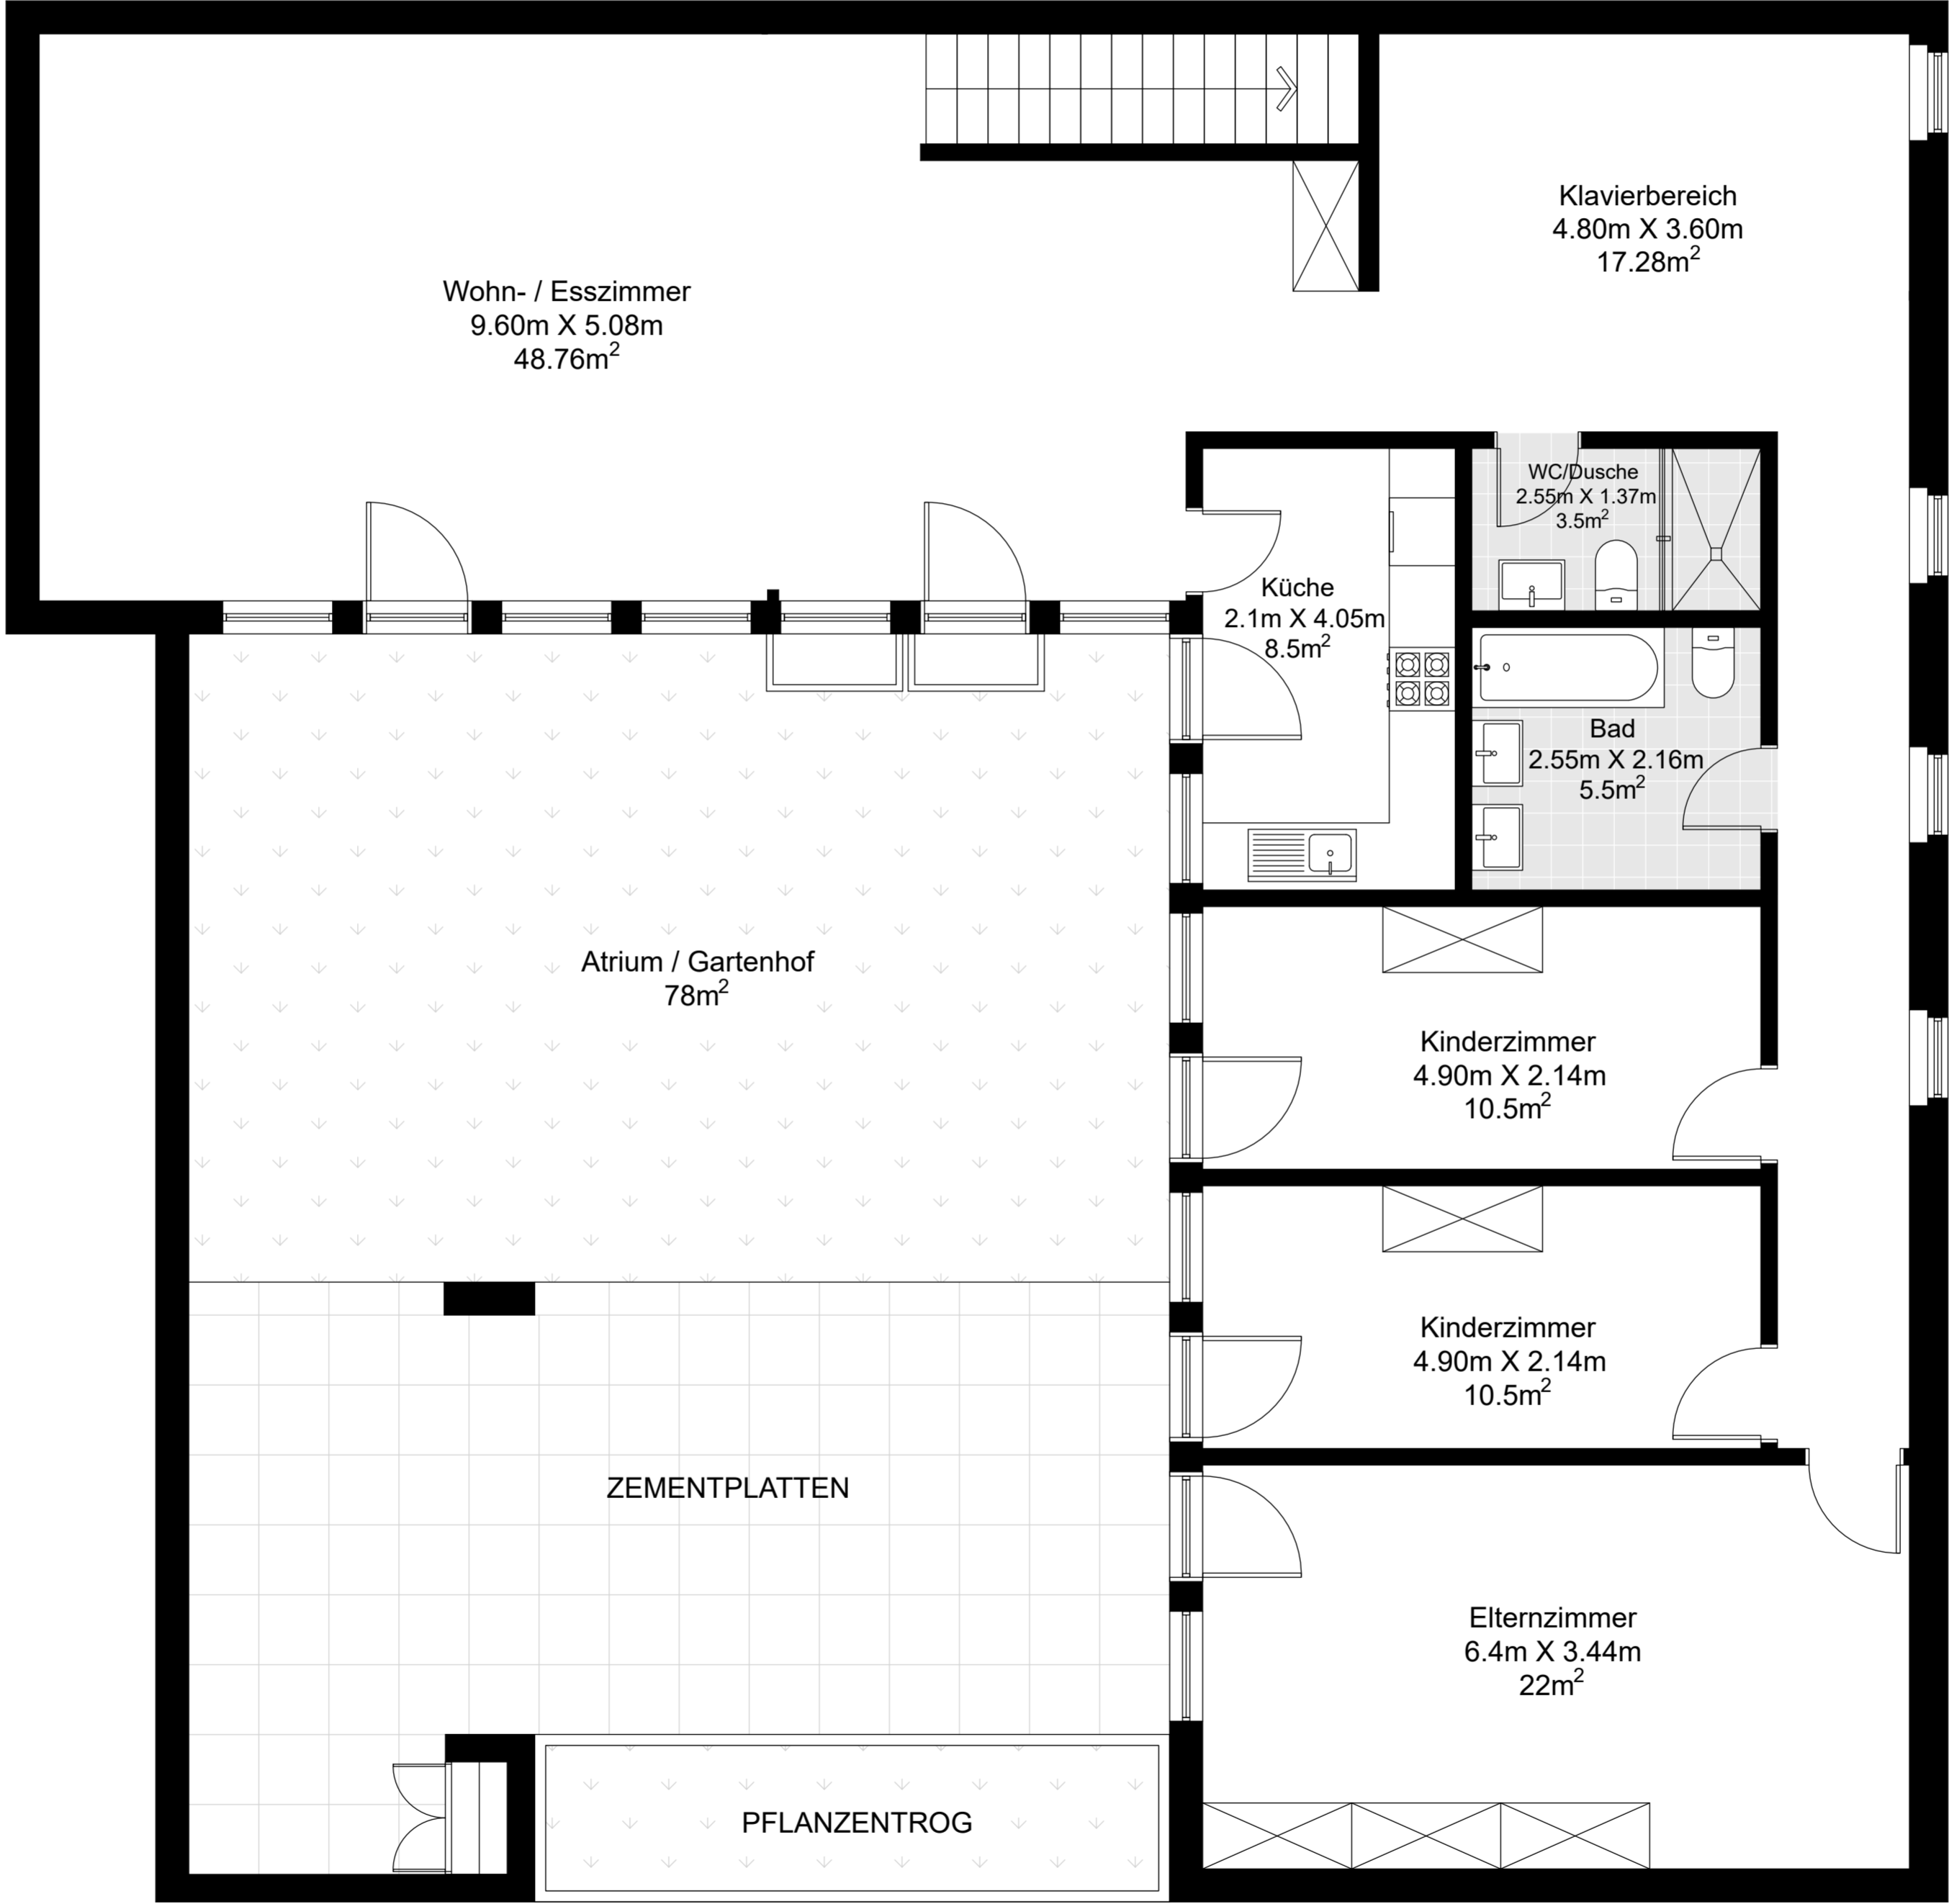 Klavierbereich
4.80m X 3.60m
17.28m²
Wohn- / Esszimmer
9.60m X 5.08m
48.76m²
WC/Dusche
2.55m X 1.37m
3.5m²
Küche
2.1m X 4.05m
8.5m²
Bad
2.55m X 2.16m
5.5m²
Atrium / Gartenhof
78m²
Kinderzimmer
4.90m X 2.14m
10.5m²
Kinderzimmer
4.90m X 2.14m
10.5m²
ZEMENTPLATTEN
Elternzimmer
6.4m X 3.44m
22m²
PFLANZENTROG